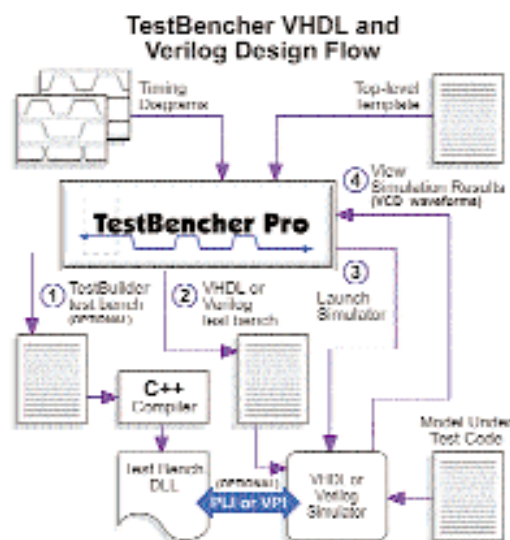 TestBencher VHDL and
Verilog Design Flow
Timing
Diagrams
Top-level
Template
4 View
Simulation Results
(VCD waveforms)
TestBencher Pro
1 TestBuilder
test bench
(OPTIONAL)
2 VHDL or
Verilog
test bench
3
Launch
Simulator
C++
Compiler
Model Under
Test Code
Test Bench
DLL
(OPTIONAL)
PLI or VPI
VHDL or
Verilog
Simulator